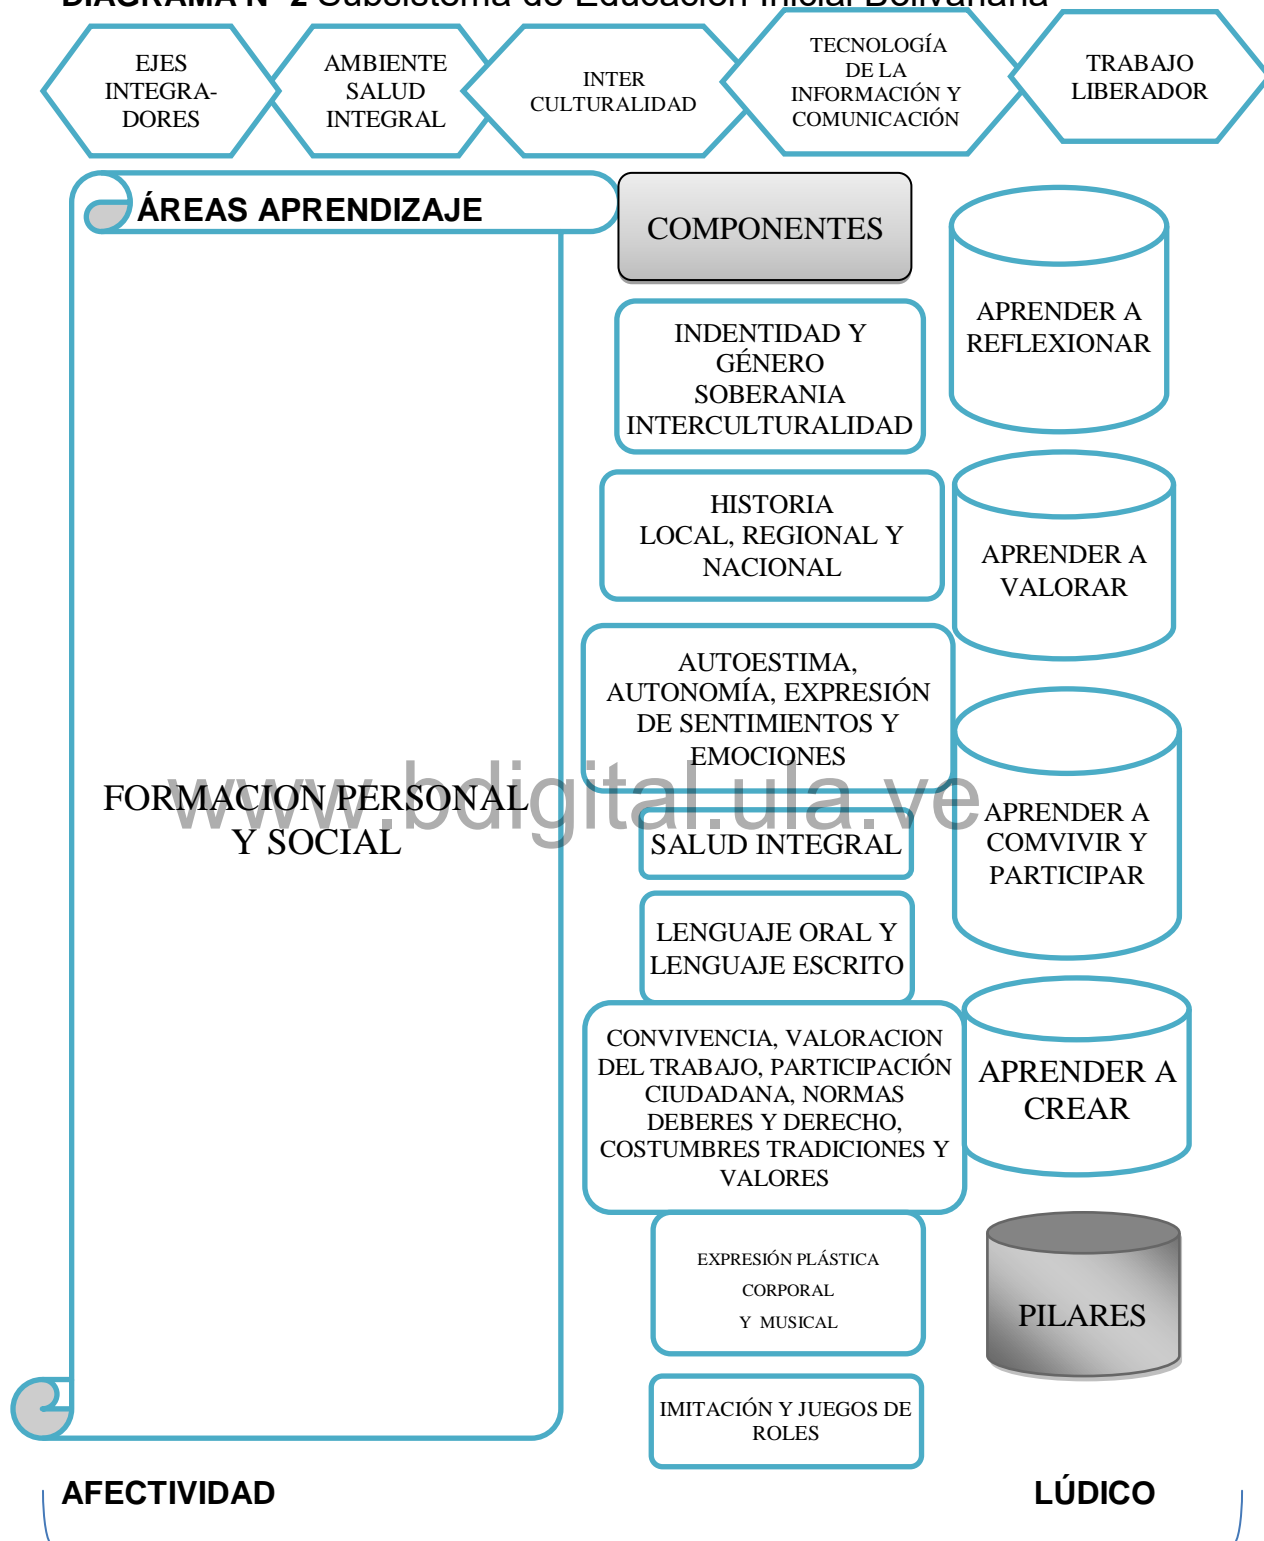 DIAGRAMA N° 2 Subsistema de Educación Inicial Bolivariana
EJES
INTEGRA-
DORES
AMBIENTE
SALUD
INTEGRAL
INTER
CULTURALIDAD
TECNOLOGÍA
DE LA
INFORMACIÓN Y
COMUNICACIÓN
TRABAJO
LIBERADOR
ÁREAS APRENDIZAJE
FORMACION PERSONAL
Y SOCIAL
COMPONENTES
INDENTIDAD Y
GÉNERO
SOBERANIA
INTERCULTURALIDAD
HISTORIA
LOCAL, REGIONAL Y
NACIONAL
AUTOESTIMA,
AUTONOMÍA, EXPRESIÓN
DE SENTIMIENTOS Y
EMOCIONES
SALUD INTEGRAL
LENGUAJE ORAL Y
LENGUAJE ESCRITO
CONVIVENCIA, VALORACION
DEL TRABAJO, PARTICIPACIÓN
CIUDADANA, NORMAS
DEBERES Y DERECHO,
COSTUMBRES TRADICIONES Y
VALORES
EXPRESIÓN PLÁSTICA
CORPORAL
Y MUSICAL
IMITACIÓN Y JUEGOS DE
ROLES
APRENDER A
REFLEXIONAR
APRENDER A
VALORAR
APRENDER A
COMVIVIR Y
PARTICIPAR
APRENDER A
CREAR
PILARES
www.bdigital.ula.ve
AFECTIVIDAD
LÚDICO